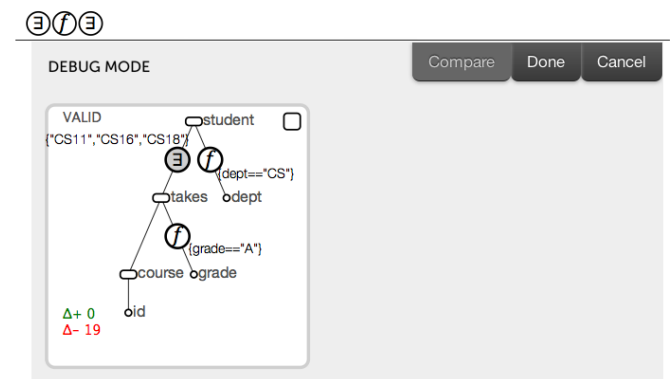 ∃ƒ∃
DEBUG MODE
Compare Done Cancel
VALID
student
{"CS11","CS16","CS18"}
∃ ƒ
{dept=="CS"}
takes dept
ƒ
{grade=="A"}
course grade
id
Δ+ 0
Δ- 19